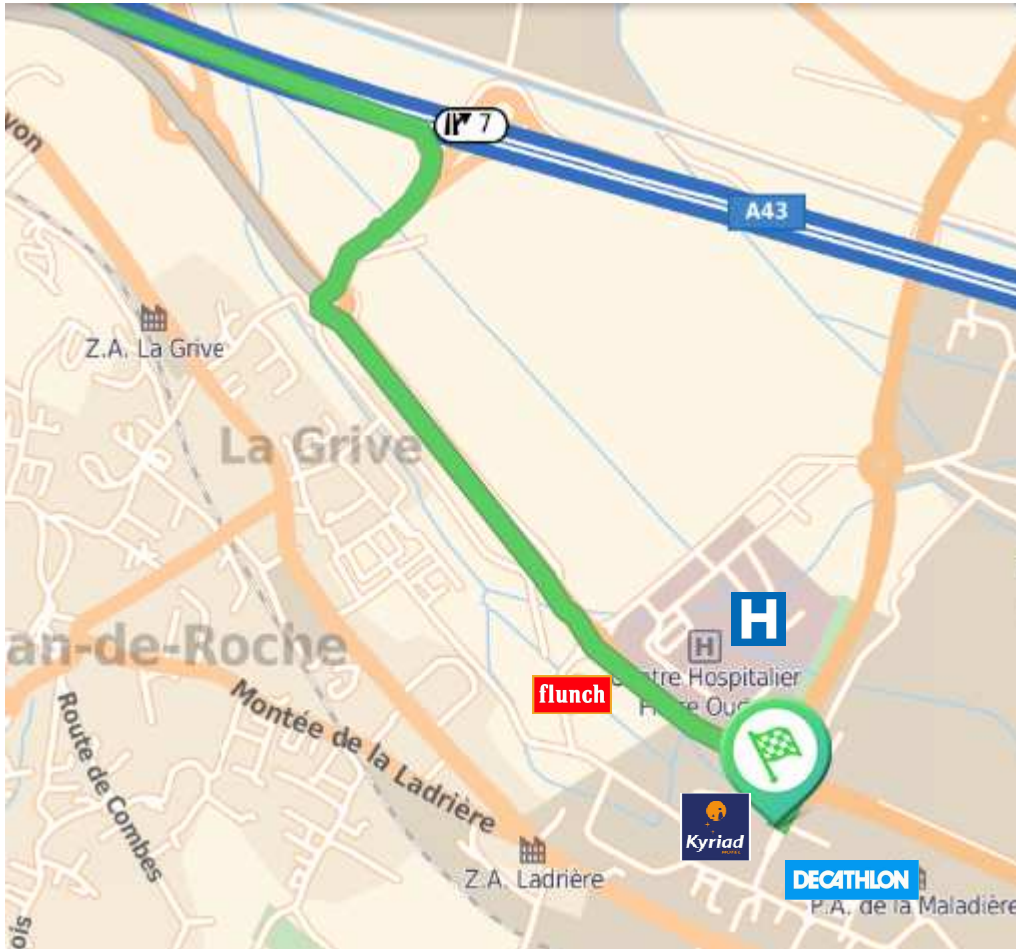 7
A43
von
Z.A. La Grive
La Grive
H
H
Centre Hospitalier
flunch
an-de-Roche
Montée de la Ladrière
Route de Combes
Kyriad
Z.A. Ladrière
DECATHLON
P.A. de la Maladière
ois